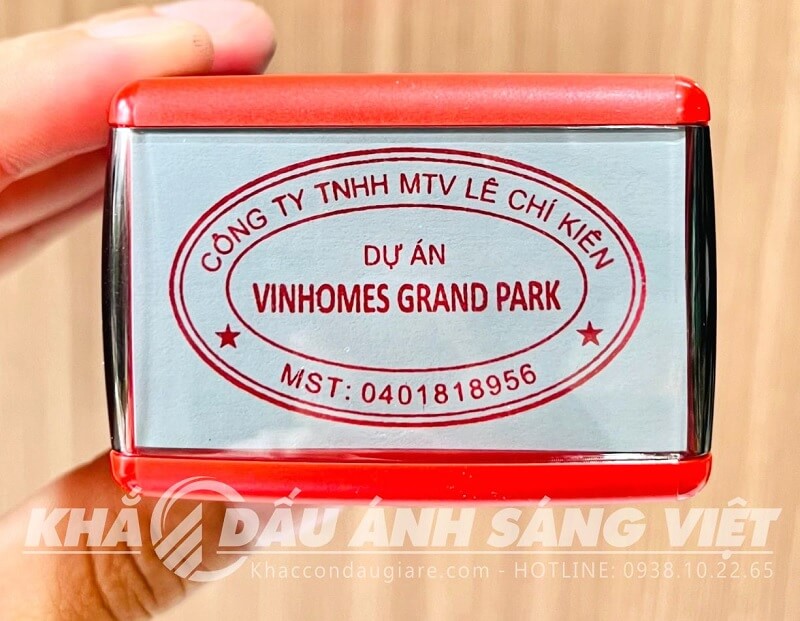 CÔNG TY TNHH MTV LÊ CHÍ KIÊN
DỰ ÁN
VINHOMES GRAND PARK
MST: 0401818956
KHẮC DẤU ÁNH SÁNG VIỆT
Khaccondaugiare.com - HOTLINE: 0938.10.22.65